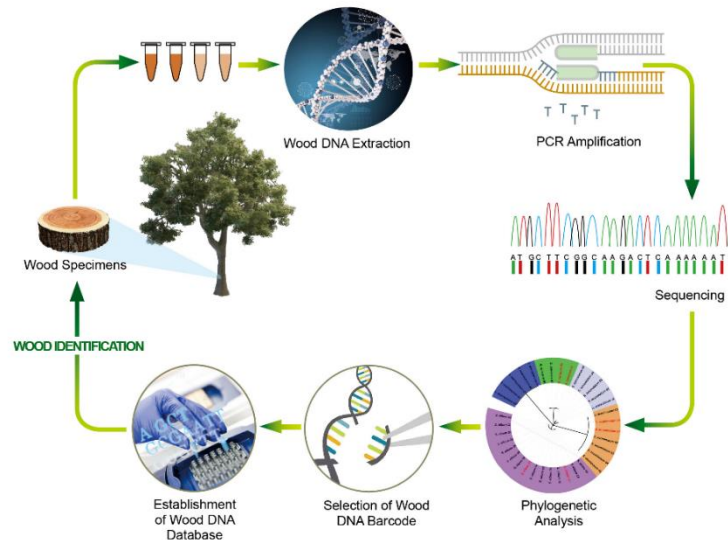 Wood DNA Extraction
PCR Amplification
Wood Specimens
ATGCTTCGGCAAGACTCAAAAAAT
Sequencing
WOOD IDENTIFICATION
Establishment
of Wood DNA
Database
Selection of Wood
DNA Barcode
Phylogenetic
Analysis